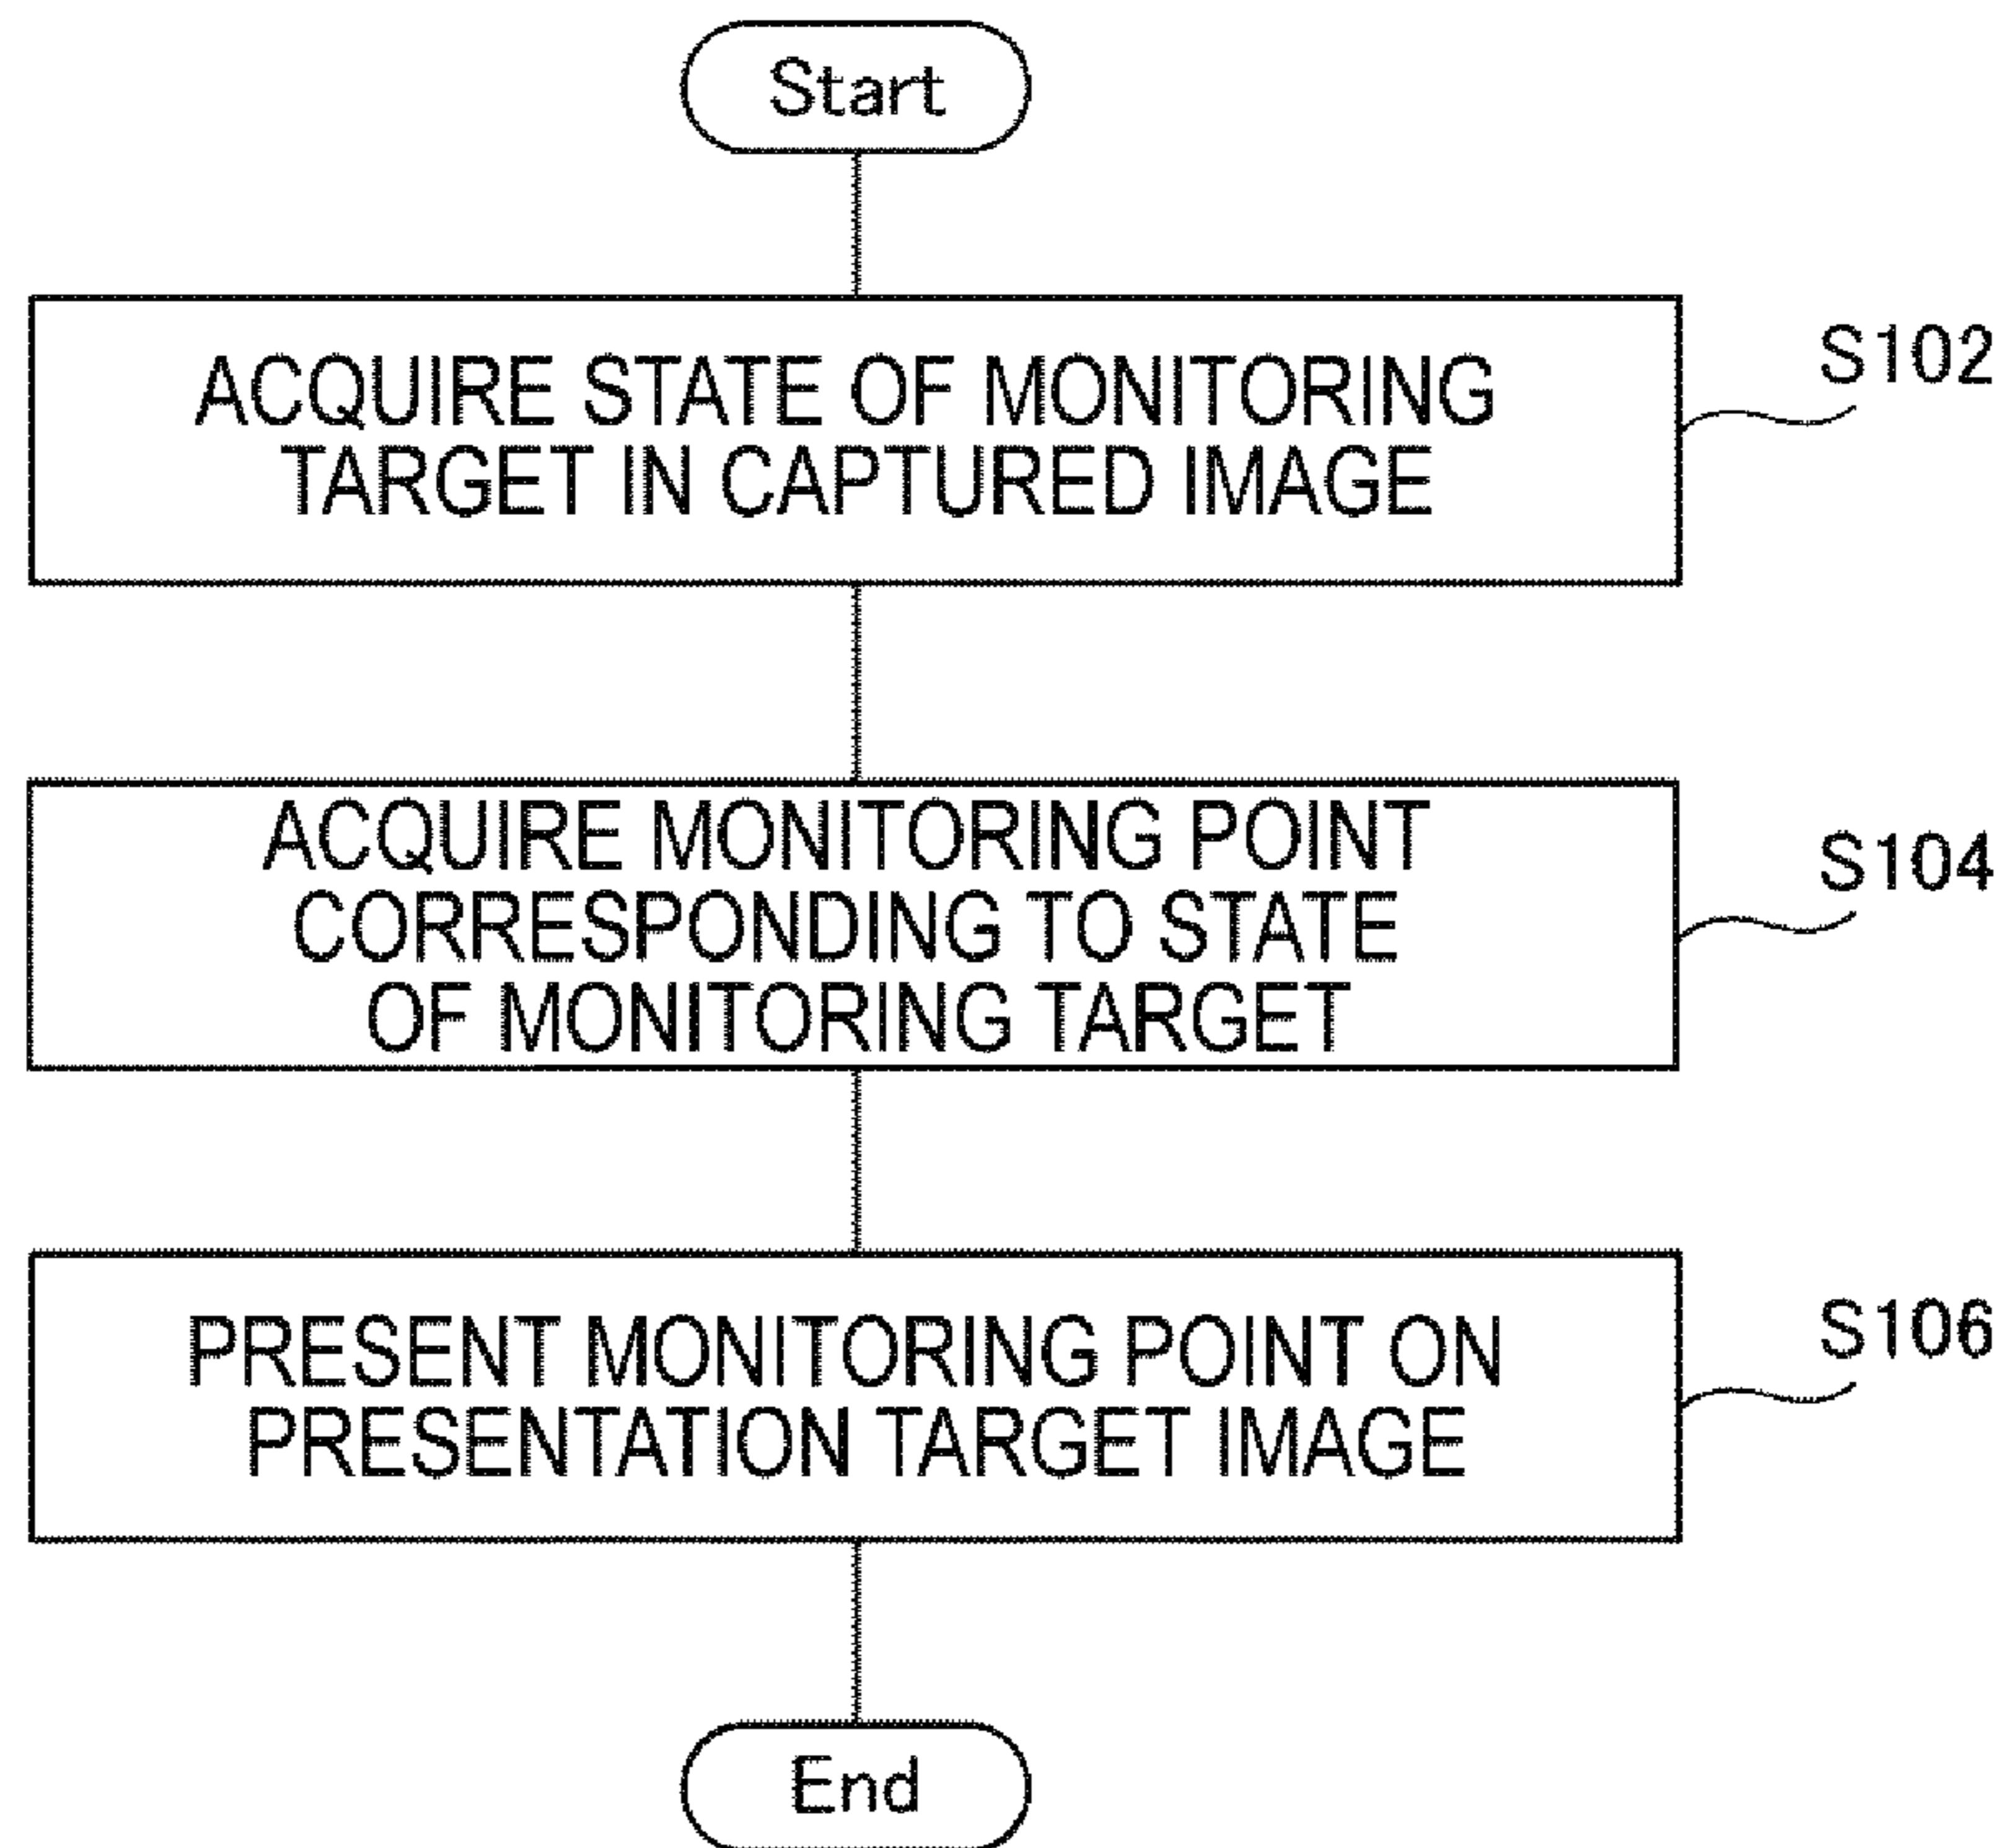 Start
ACQUIRE STATE OF MONITORING
TARGET IN CAPTURED IMAGE
S102
ACQUIRE MONITORING POINT
CORRESPONDING TO STATE
OF MONITORING TARGET
S104
PRESENT MONITORING POINT ON
PRESENTATION TARGET IMAGE
S106
End